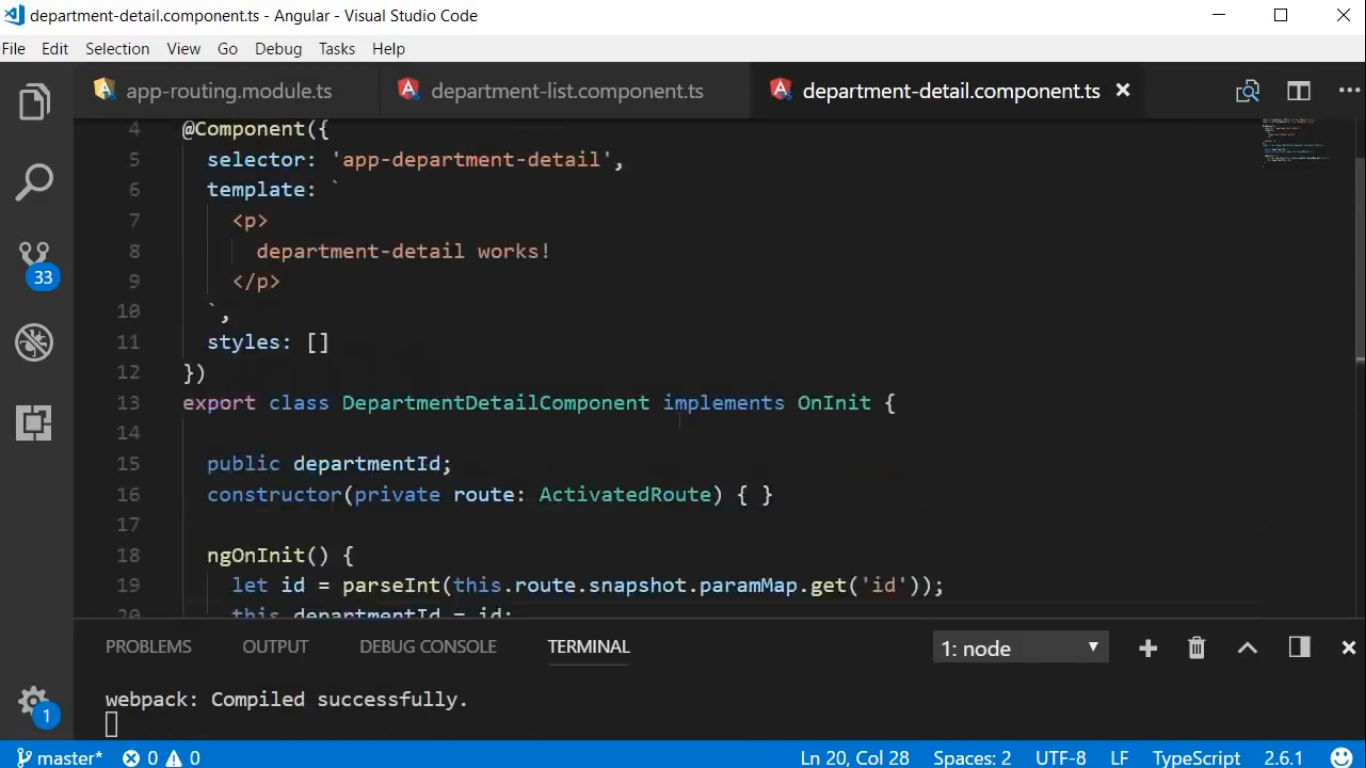 department-detail.component.ts - Angular - Visual Studio Code
File Edit Selection View Go Debug Tasks Help
app-routing.module.ts department-list.component.ts department-detail.component.ts
4 @Component({
5 selector: 'app-department-detail',
6 template: `
7 <p>
8 department-detail works!
9 </p>
10 `,
11 styles: []
12 })
13 export class DepartmentDetailComponent implements OnInit {
14
15 public departmentId;
16 constructor(private route: ActivatedRoute) { }
17
18 ngOnInit() {
19 let id = parseInt(this.route.snapshot.paramMap.get('id'));
20 this.departmentId = id;
33
PROBLEMS OUTPUT DEBUG CONSOLE TERMINAL 1: node
webpack: Compiled successfully.
1
master* 0 0 Ln 20, Col 28 Spaces: 2 UTF-8 LF TypeScript 2.6.1